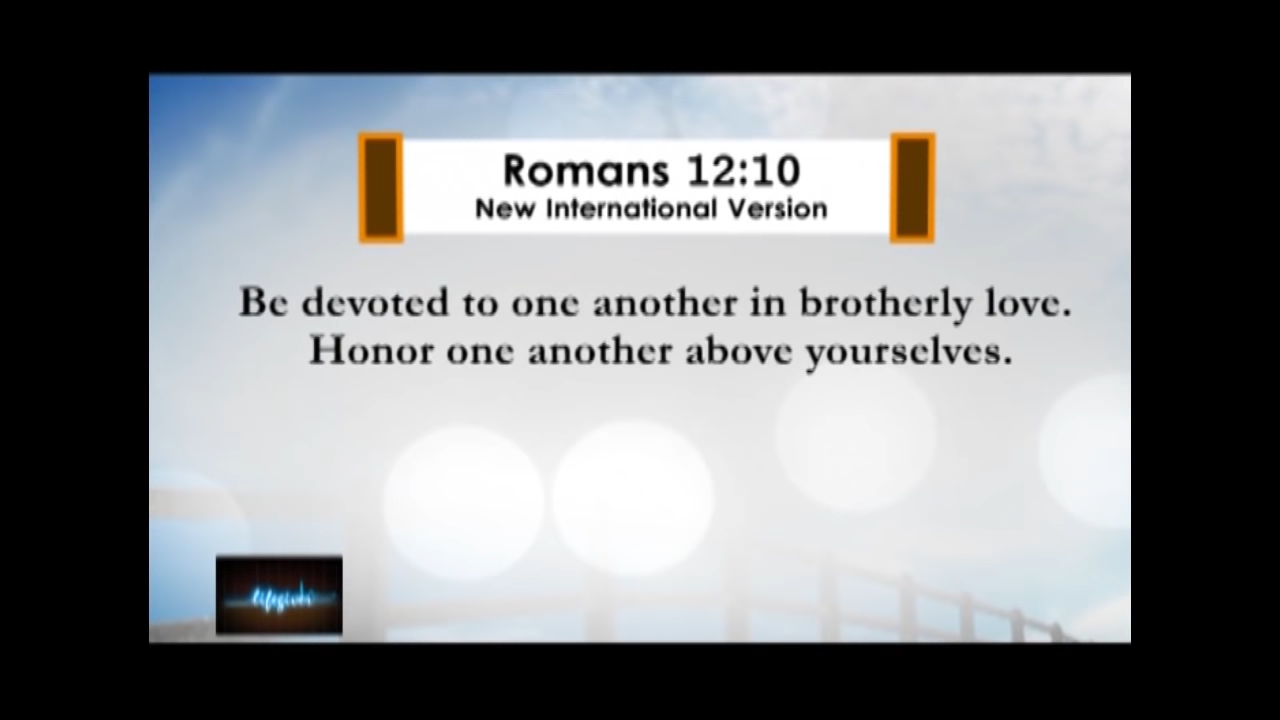 Romans 12:10
New International Version
Be devoted to one another in brotherly love.
Honor one another above yourselves.
lifegiver